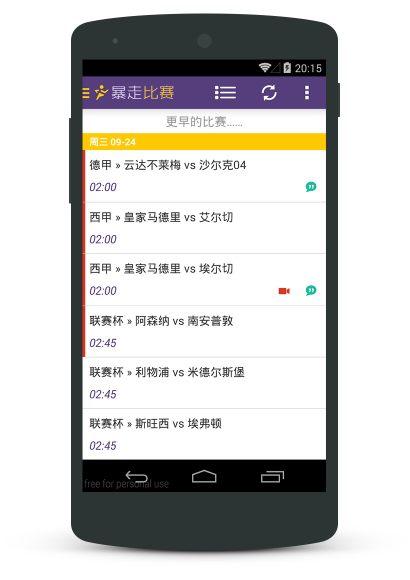 20:15
暴走比赛
更早的比赛……
周三 09-24
德甲 » 云达不莱梅 vs 沙尔克04
02:00
西甲 » 皇家马德里 vs 艾尔切
02:00
西甲 » 皇家马德里 vs 埃尔切
02:00
联赛杯 » 阿森纳 vs 南安普敦
02:45
联赛杯 » 利物浦 vs 米德尔斯堡
02:45
联赛杯 » 斯旺西 vs 埃弗顿
02:45
free for personal use